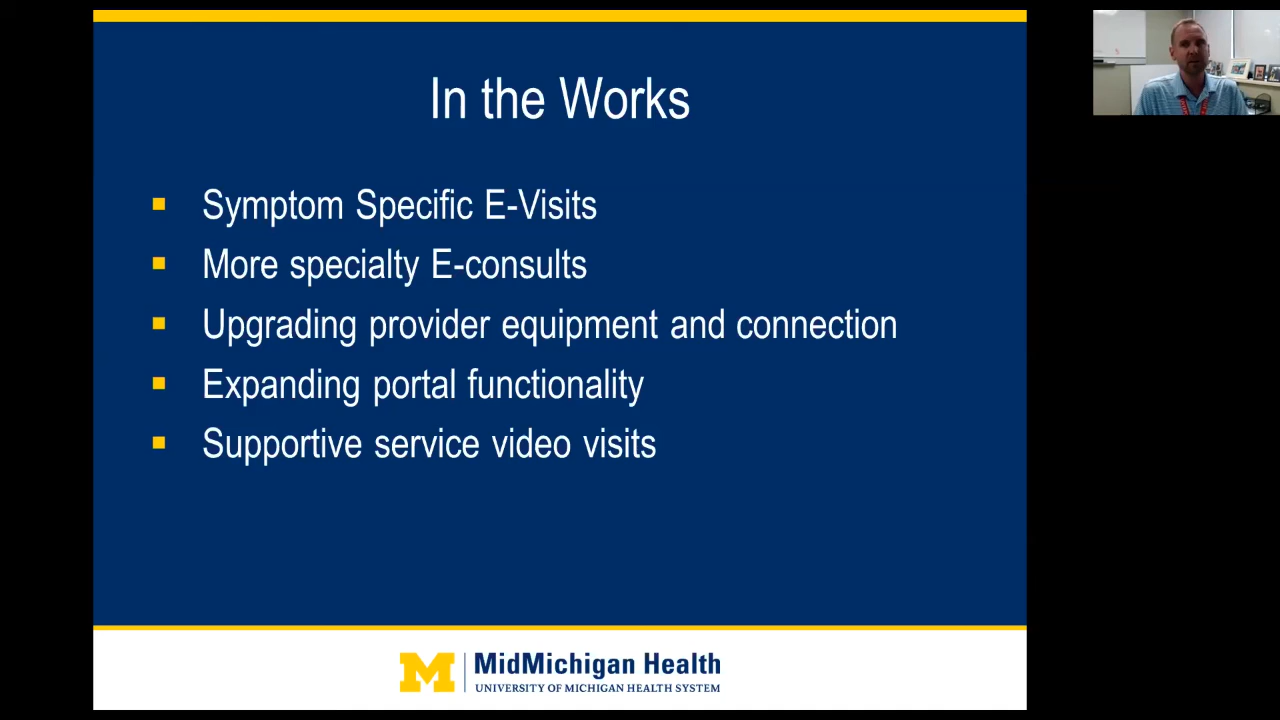 In the Works
Symptom Specific E-Visits
More specialty E-consults
Upgrading provider equipment and connection
Expanding portal functionality
Supportive service video visits
M MidMichigan Health
UNIVERSITY OF MICHIGAN HEALTH SYSTEM